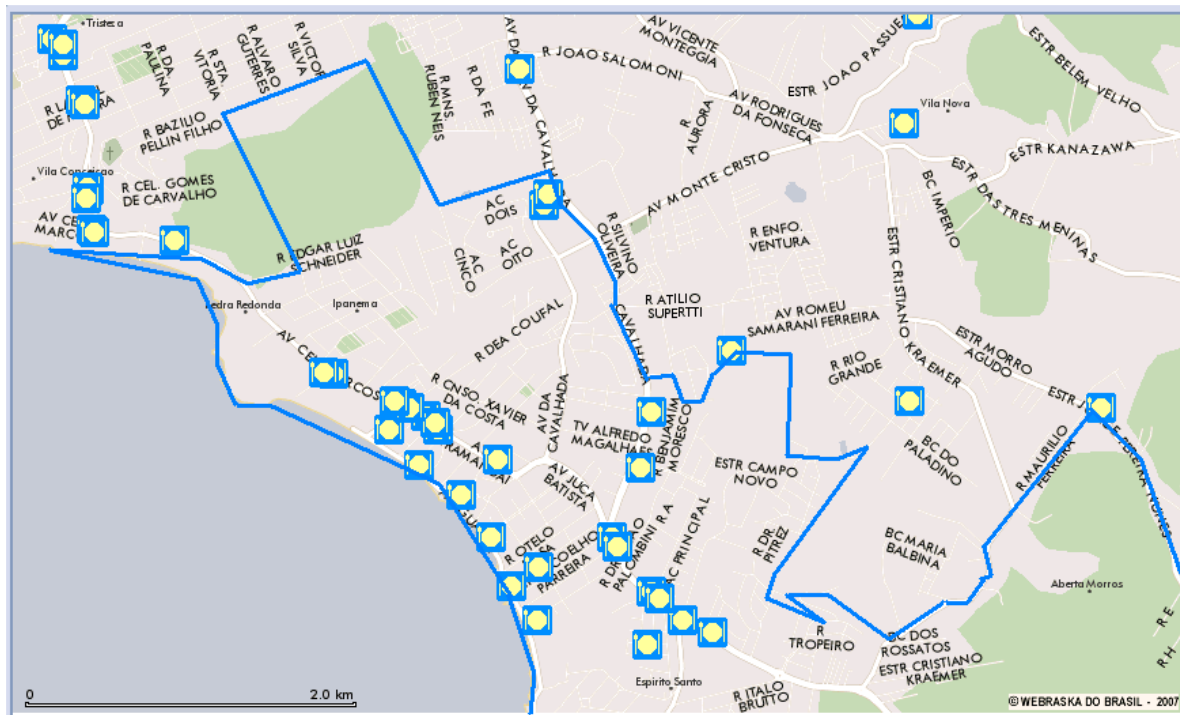 Tristeza
R DA.
PAULINA
R STA
VITORIA
R ALVARO
GUTERRES
R VICTOR
SILVA
R BAZILIO
PELLIN FILHO
Vila Conceicao
R CEL. GOMES
DE CARVALHO
R EDGAR LUIZ
SCHNEIDER
Pedra Redonda
Ipanema
R MNS.
RUBEN NEIS
R DA FE
R JOAO SALOMONI
AV VICENTE
MONTEGGIA
ESTR JOAO PASSUE
ESTR BELEM VELHO
Vila Nova
R
AURORA
AV RODRIGUES
DA FONSECA
ESTR KANAZAWA
ESTR DAS TRES MENINAS
BC IMPERIO
AV MONTE CRISTO
AC
DOIS
AC
OITO
AC
CINCO
R SILVINO
OLIVEIRA
R ENFO.
VENTURA
ESTR CRISTIANO
KRAEMER
R ATILIO
SUPERTTI
CAVALHADA
AV ROMEU
SAMARANI FERREIRA
ESTR MORRO
AGUDO
R DEA COUFAL
R RIO
GRANDE
R CNSO. XAVIER
DA COSTA
AV DA
CAVALHADA
TV ALFREDO
MAGALHAES
R BENJAMIM
MORESCO
BC DO
PALADINO
R MAURILIO
FERREIRA
AV JUCA
BATISTA
ESTR CAMPO
NOVO
R OTELO
R DR.
PITREZ
BC MARIA
BALBINA
Aberta Morros
AC PRINCIPAL
R
TROPEIRO
BC DOS
ROSSATOS
ESTR CRISTIANO
KRAEMER
R E
R H
Espirito Santo
R ITALO
BRUTTO
0 2.0 km
© WEBRASKA DO BRASIL - 2007